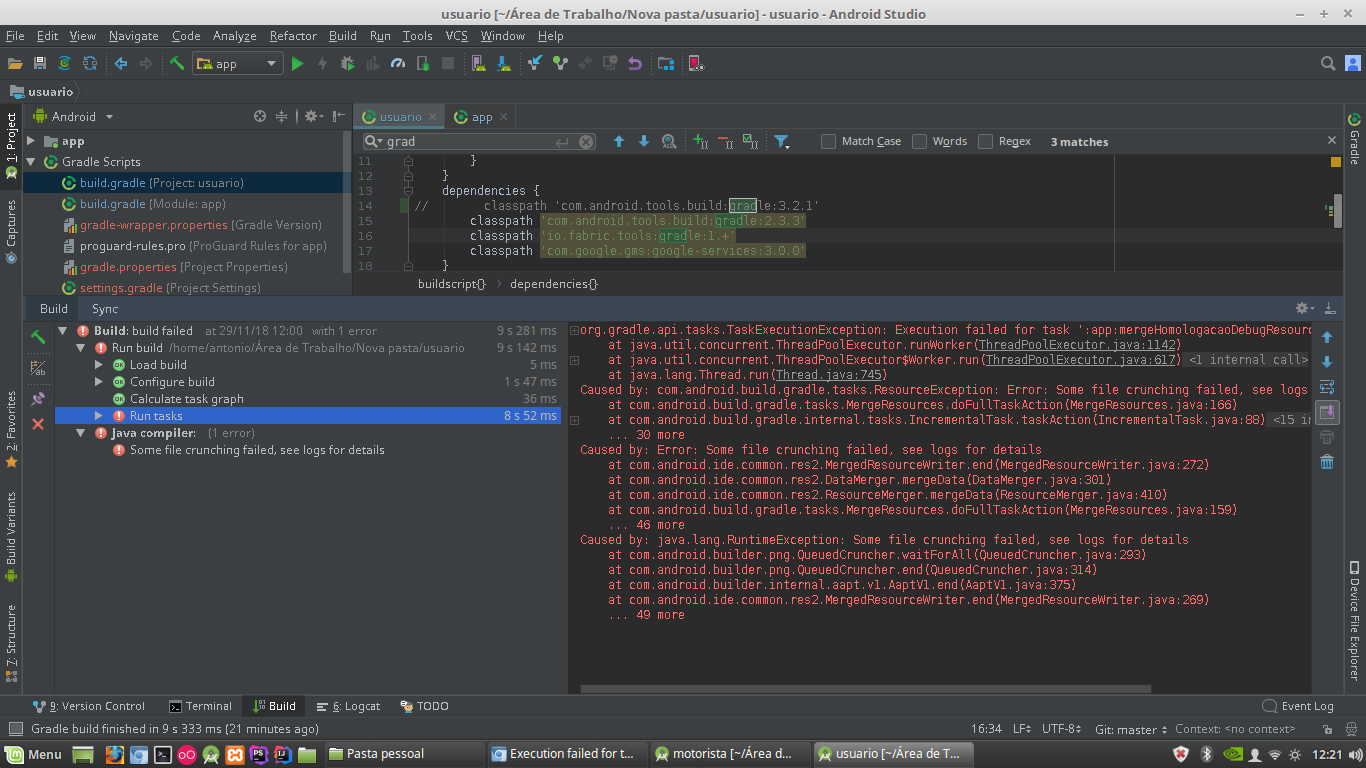 usuario [~/Área de Trabalho/Nova pasta/usuario] - usuario - Android Studio
File Edit View Navigate Code Analyze Refactor Build Run Tools VCS Window Help
app
usuario
1: Project
Captures
2: Favorites
Build Variants
7: Structure
Android
app
Gradle Scripts
build.gradle (Project: usuario)
build.gradle (Module: app)
gradle-wrapper.properties (Gradle Version)
proguard-rules.pro (ProGuard Rules for app)
gradle.properties (Project Properties)
settings.gradle (Project Settings)
usuario app
grad Match Case Words Regex 3 matches
11 }
12 }
13 dependencies {
14 // classpath 'com.android.tools.build:gradle:3.2.1'
15 classpath 'com.android.tools.build:gradle:2.3.3'
16 classpath 'io.fabric.tools:gradle:1.+'
17 classpath 'com.google.gms:google-services:3.0.0'
18 }
buildscript{} › dependencies{}
Gradle
Device File Explorer
Build Sync
Build: build failed at 29/11/18 12:00 with 1 error 9 s 281 ms
Run build /home/antonio/Área de Trabalho/Nova pasta/usuario 9 s 142 ms
Load build 5 ms
Configure build 1 s 47 ms
Calculate task graph 36 ms
Run tasks 8 s 52 ms
Java compiler: (1 error)
Some file crunching failed, see logs for details
org.gradle.api.tasks.TaskExecutionException: Execution failed for task ':app:mergeHomologacaoDebugResour
at java.util.concurrent.ThreadPoolExecutor.runWorker(ThreadPoolExecutor.java:1142)
at java.util.concurrent.ThreadPoolExecutor$Worker.run(ThreadPoolExecutor.java:617) <1 internal call>
at java.lang.Thread.run(Thread.java:745)
Caused by: com.android.build.gradle.tasks.ResourceException: Error: Some file crunching failed, see logs
at com.android.build.gradle.tasks.MergeResources.doFullTaskAction(MergeResources.java:166)
at com.android.build.gradle.internal.tasks.IncrementalTask.taskAction(IncrementalTask.java:88) <15 in
... 30 more
Caused by: Error: Some file crunching failed, see logs for details
at com.android.ide.common.res2.MergedResourceWriter.end(MergedResourceWriter.java:272)
at com.android.ide.common.res2.DataMerger.mergeData(DataMerger.java:301)
at com.android.ide.common.res2.ResourceMerger.mergeData(ResourceMerger.java:410)
at com.android.build.gradle.tasks.MergeResources.doFullTaskAction(MergeResources.java:159)
... 46 more
Caused by: java.lang.RuntimeException: Some file crunching failed, see logs for details
at com.android.builder.png.QueuedCruncher.waitForAll(QueuedCruncher.java:293)
at com.android.builder.png.QueuedCruncher.end(QueuedCruncher.java:314)
at com.android.builder.internal.aapt.v1.AaptV1.end(AaptV1.java:375)
at com.android.ide.common.res2.MergedResourceWriter.end(MergedResourceWriter.java:269)
... 49 more
9: Version Control Terminal Build 6: Logcat TODO Event Log
Gradle build finished in 9 s 333 ms (21 minutes ago) 16:34 LF÷ UTF-8÷ Git: master Context: <no context>
Menu Pasta pessoal Execution failed for t... motorista [~/Área d... usuario [~/Área de T... 12:21